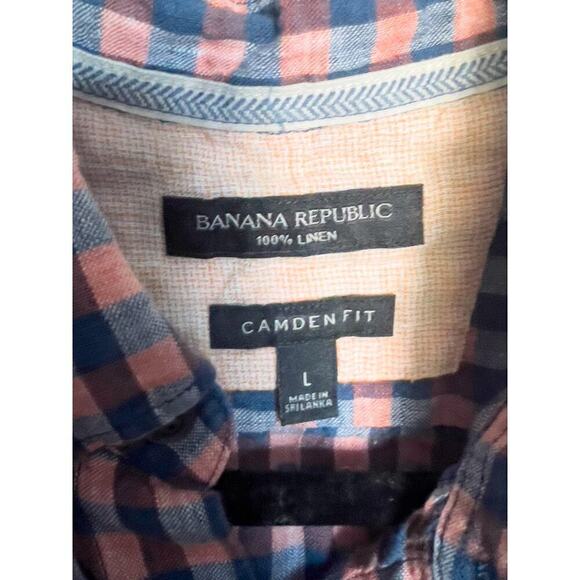 BANANA REPUBLIC
100% LINEN
CAMDEN FIT
L
MADE IN
SRI LANKA